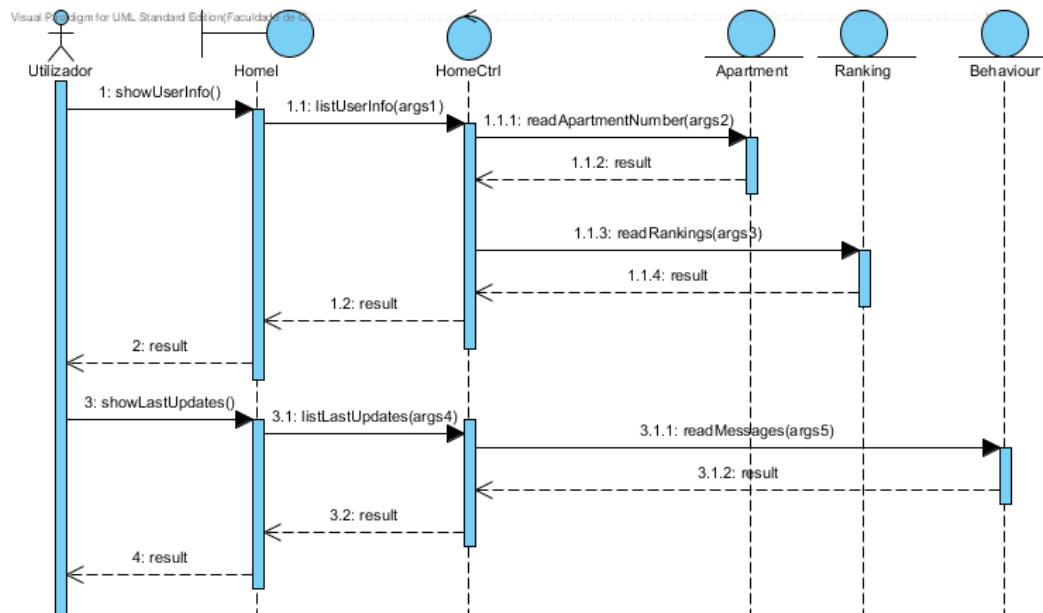 Visual Paradigm for UML Standard Edition(Faculdade de C
Utilizador
HomeI
HomeCtrl
Apartment
Ranking
Behaviour
1: showUserInfo()
1.1: listUserInfo(args1)
1.1.1: readApartmentNumber(args2)
1.1.2: result
1.1.3: readRankings(args3)
1.1.4: result
1.2: result
2: result
3: showLastUpdates()
3.1: listLastUpdates(args4)
3.1.1: readMessages(args5)
3.1.2: result
3.2: result
4: result